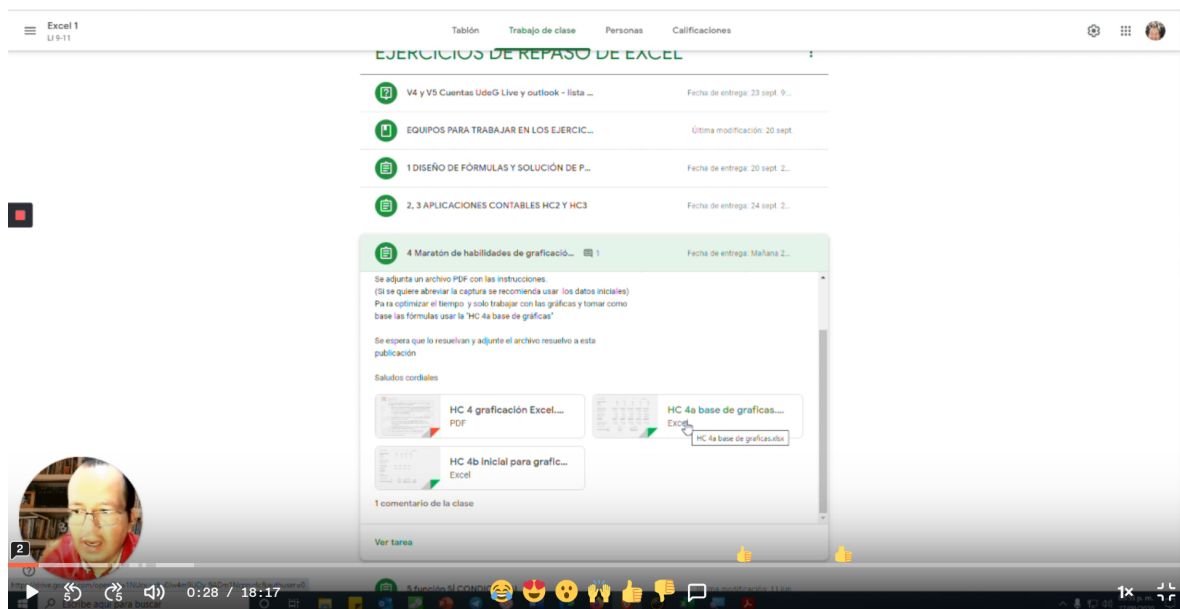 Excel 1
LI 9-11
Tablón
Trabajo de clase
Personas
Calificaciones
EJERCICIOS DE REPASO DE EXCEL
V4 y V5 Cuentas UdeG Live y outlook - lista ...
Fecha de entrega: 23 sept. 9:...
EQUIPOS PARA TRABAJAR EN LOS EJERCIC...
Última modificación: 20 sept.
1 DISEÑO DE FÓRMULAS Y SOLUCIÓN DE P...
Fecha de entrega: 20 sept. 2...
2, 3 APLICACIONES CONTABLES HC2 Y HC3
Fecha de entrega: 24 sept. 2...
4 Maratón de habilidades de graficació...
1
Fecha de entrega: Mañana 2...
Se adjunta un archivo PDF con las instrucciones.
(Si se quiere abreviar la captura se recomienda usar los datos iniciales)
Pa ra optimizar el tiempo y solo trabajar con las gráficas y tomar como
base las fórmulas usar la "HC 4a base de gráficas"
Se espera que lo resuelvan y adjunte el archivo resuelvo a esta
publicación
Saludos cordiales
HC 4 graficación Excel....
PDF
HC 4a base de graficas....
Excel
HC 4a base de graficas.xlsx
HC 4b inicial para grafic...
Excel
1 comentario de la clase
Ver tarea
2
5
5
0:28 / 18:17
1×
5 función SÍ CONDIC
Escribe aquí para buscar